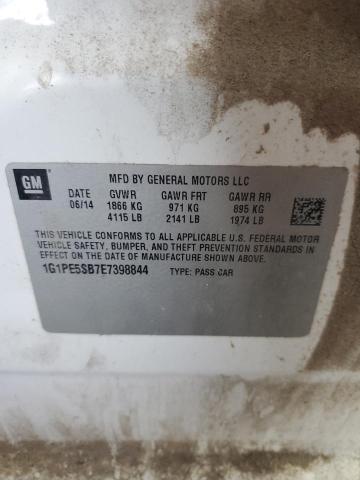 GM
MFD BY GENERAL MOTORS LLC
DATE GVWR GAWR FRT GAWR RR
06/14 1866 KG 971 KG 895 KG
4115 LB 2141 LB 1974 LB
THIS VEHICLE CONFORMS TO ALL APPLICABLE U.S. FEDERAL MOTOR
VEHICLE SAFETY, BUMPER, AND THEFT PREVENTION STANDARDS IN
EFFECT ON THE DATE OF MANUFACTURE SHOWN ABOVE.
1G1PE5SB7E7398844 TYPE: PASS CAR